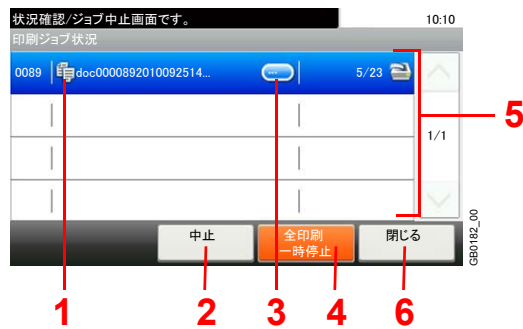 状況確認/ジョブ中止画面です。
10:10
印刷ジョブ状況
0089 doc0000892010092514... 5/23
1/1
5
中止
全印刷
一時停止
閉じる
GB0182_00
1 2 3 4 6